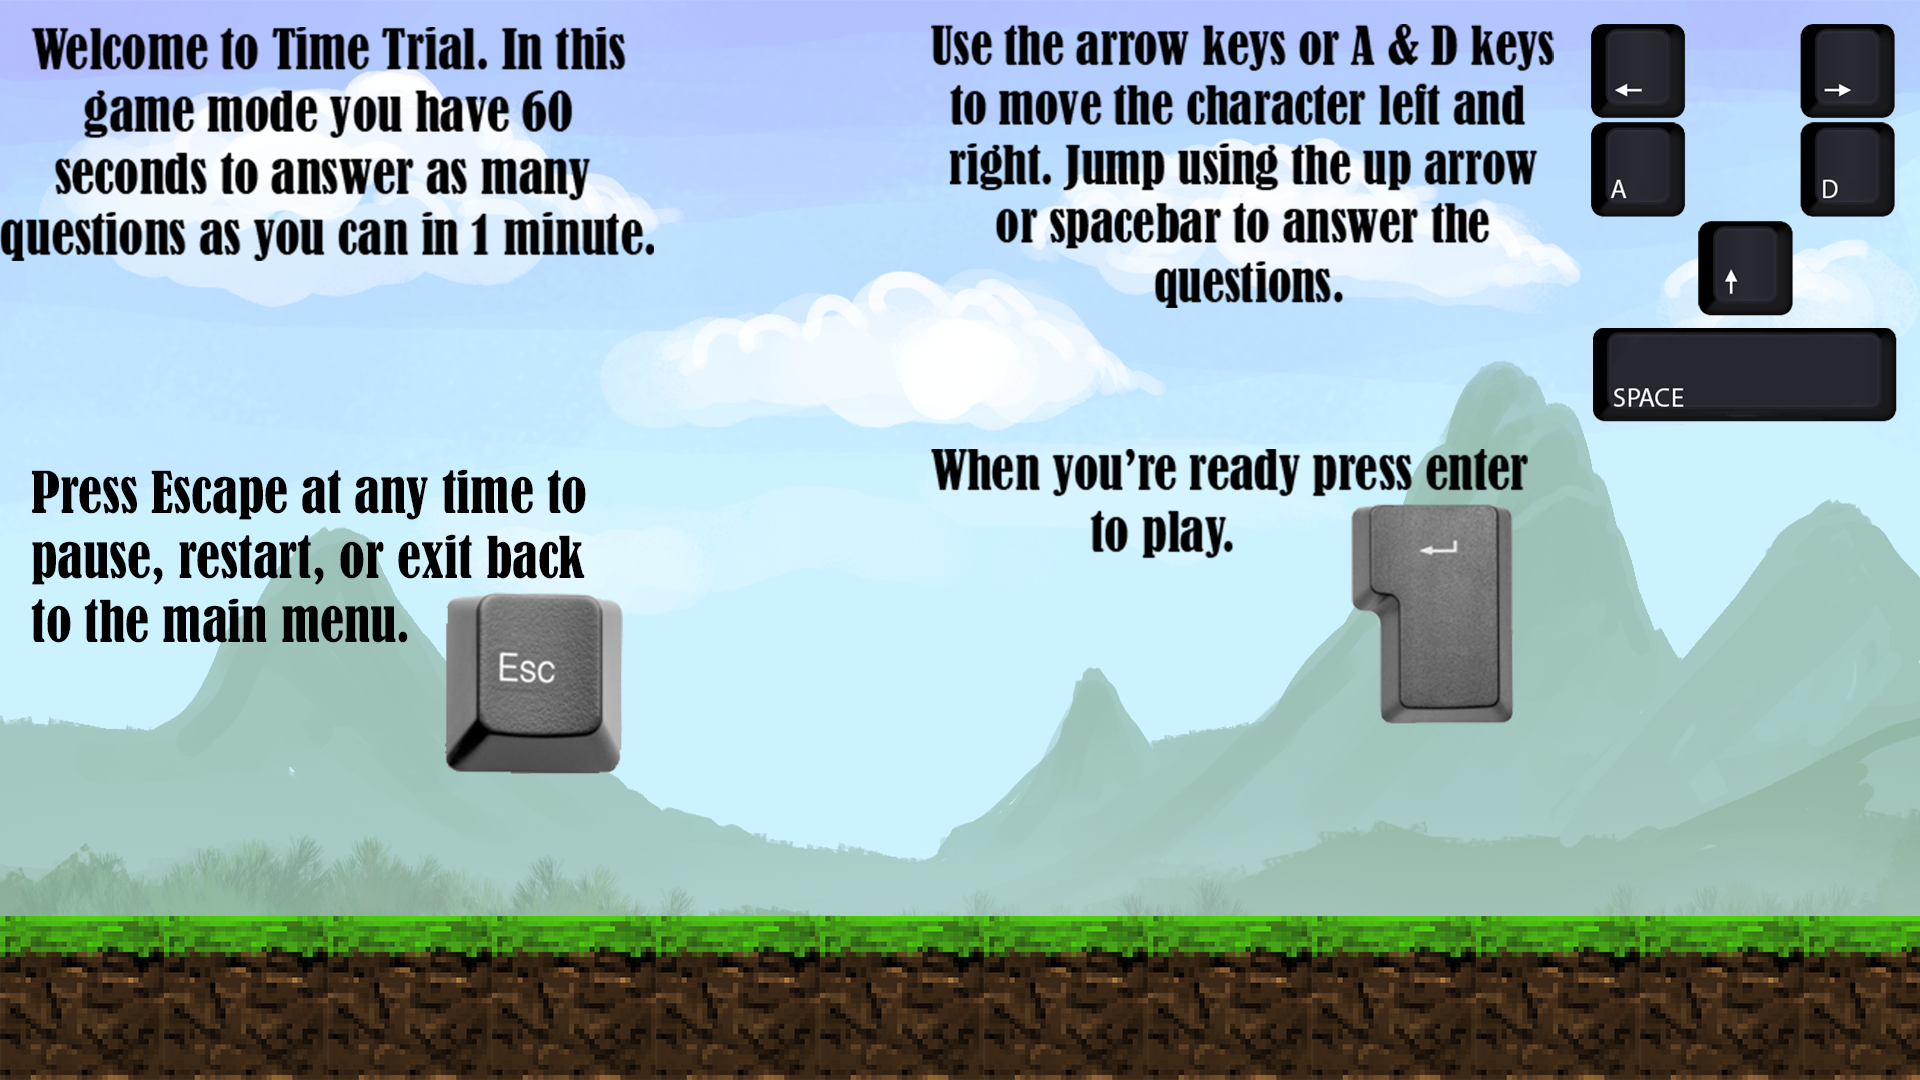 Welcome to Time Trial. In this
game mode you have 60
seconds to answer as many
questions as you can in 1 minute.
Use the arrow keys or A & D keys
to move the character left and
right. Jump using the up arrow
or spacebar to answer the
questions.
←
→
A
D
↑
SPACE
Press Escape at any time to
pause, restart, or exit back
to the main menu.
Esc
When you’re ready press enter
to play.